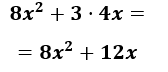 8x² + 3 · 4x =
= 8x² + 12x